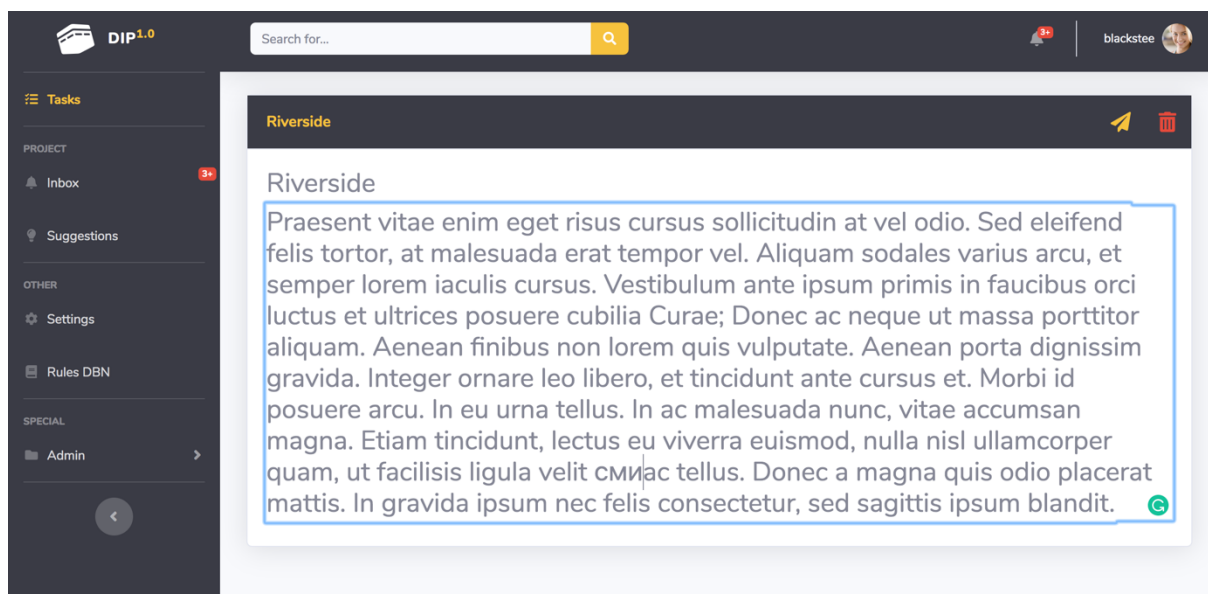 DIP1.0
Search for...
3+
blackstee
Tasks
PROJECT
Inbox
3+
Suggestions
OTHER
Settings
Rules DBN
SPECIAL
Admin
Riverside
Riverside
Praesent vitae enim eget risus cursus sollicitudin at vel odio. Sed eleifend
felis tortor, at malesuada erat tempor vel. Aliquam sodales varius arcu, et
semper lorem iaculis cursus. Vestibulum ante ipsum primis in faucibus orci
luctus et ultrices posuere cubilia Curae; Donec ac neque ut massa porttitor
aliquam. Aenean finibus non lorem quis vulputate. Aenean porta dignissim
gravida. Integer ornare leo libero, et tincidunt ante cursus et. Morbi id
posuere arcu. In eu urna tellus. In ac malesuada nunc, vitae accumsan
magna. Etiam tincidunt, lectus eu viverra euismod, nulla nisl ullamcorper
quam, ut facilisis ligula velit смиac tellus. Donec a magna quis odio placerat
mattis. In gravida ipsum nec felis consectetur, sed sagittis ipsum blandit.